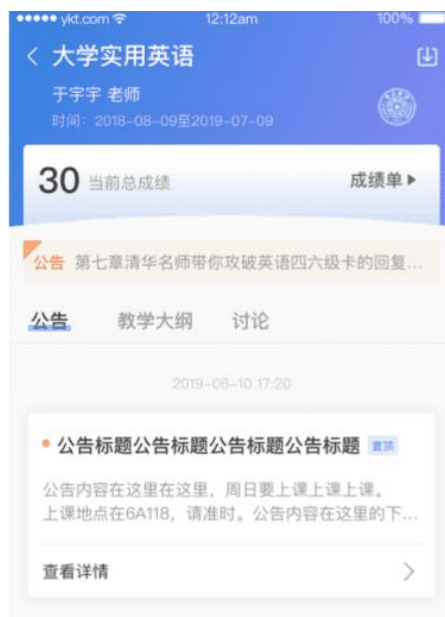 ykt.com 12:12am 100%
大学实用英语
于字字 老师
时间：2018-08-09至2019-07-09
30 当前总成绩 成绩单
公告 第七章清华名师带你攻破英语四六级卡的回复...
公告 教学大纲 讨论
2019-06-10 17:20
公告标题公告标题公告标题公告标题 置顶
公告内容在这里在这里，周日要上课上课上课。
上课地点在6A118，请准时。公告内容在这里的下...
查看详情